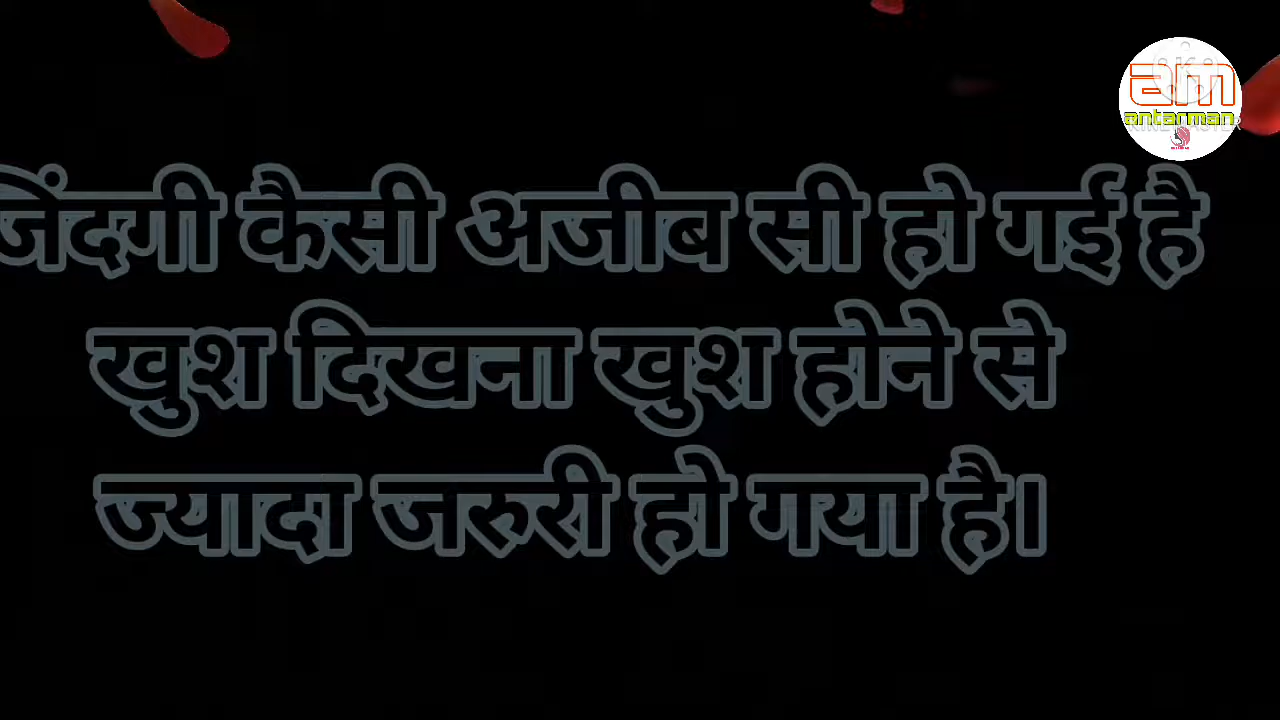 जिंदगी कैसी अजीब सी हो गई है
खुश दिखना खुश होने से
ज्यादा जरुरी हो गया है।
am
antarman